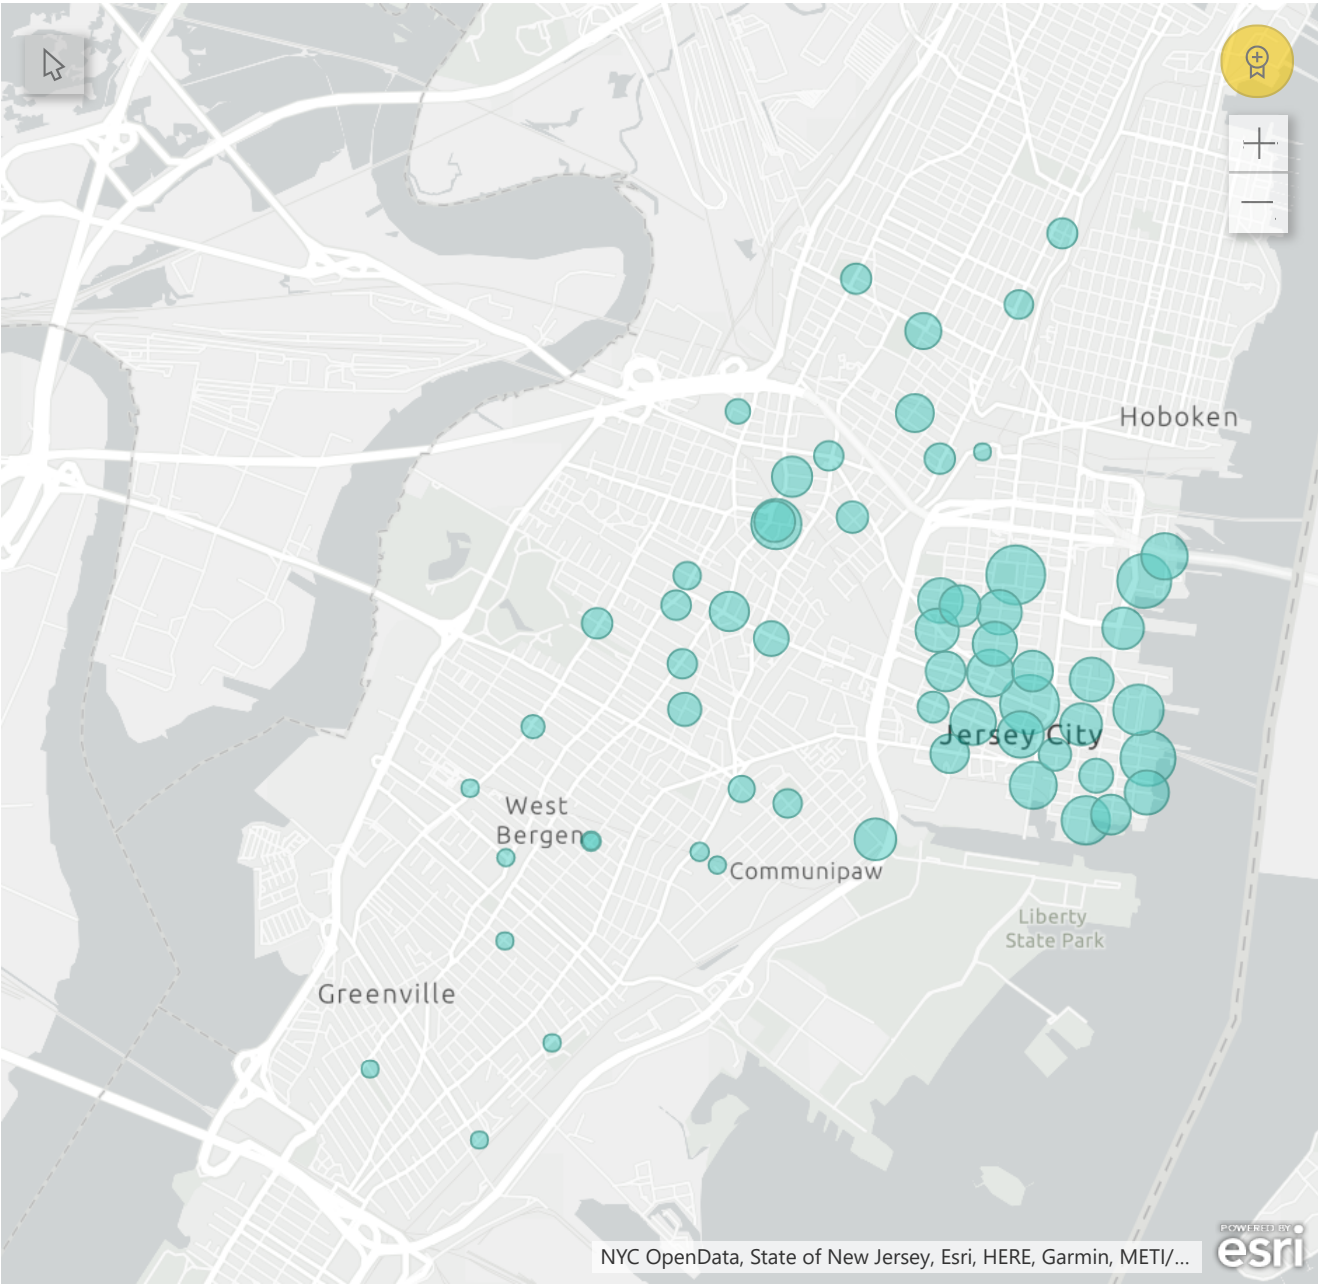 Hoboken
Jersey City
West
Bergen
Communipaw
Liberty
State Park
Greenville
POWERED BY
esri
NYC OpenData, State of New Jersey, Esri, HERE, Garmin, METI/...